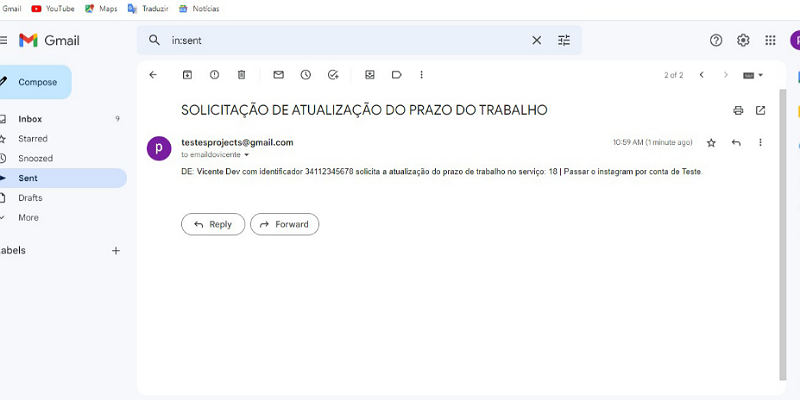 Gmail YouTube Maps Traduzir Notícias
Gmail in:sent
Compose
2 of 2
SOLICITAÇÃO DE ATUALIZAÇÃO DO PRAZO DO TRABALHO
Inbox 9
Starred
Snoozed
Sent
Drafts
More
Labels
p testesprojects@gmail.com 10:59 AM (1 minute ago)
to emaildovicente
DE: Vicente Dev com identificador 34112345678 solicita a atualização do prazo de trabalho no serviço: 18 | Passar o instagram por conta de Teste.
Reply Forward